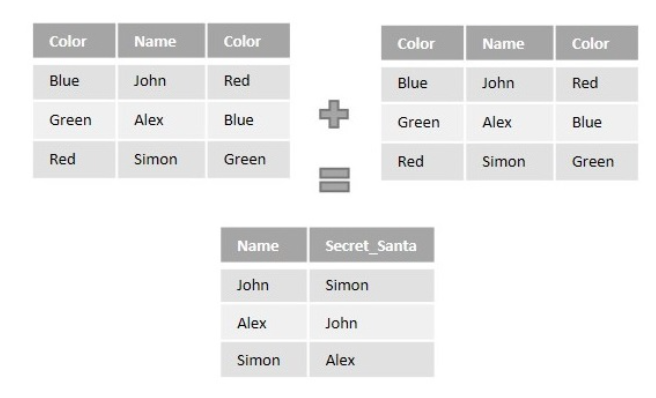 Color Name Color
Blue John Red
Green Alex Blue
Red Simon Green
Color Name Color
Blue John Red
Green Alex Blue
Red Simon Green
Name Secret_Santa
John Simon
Alex John
Simon Alex